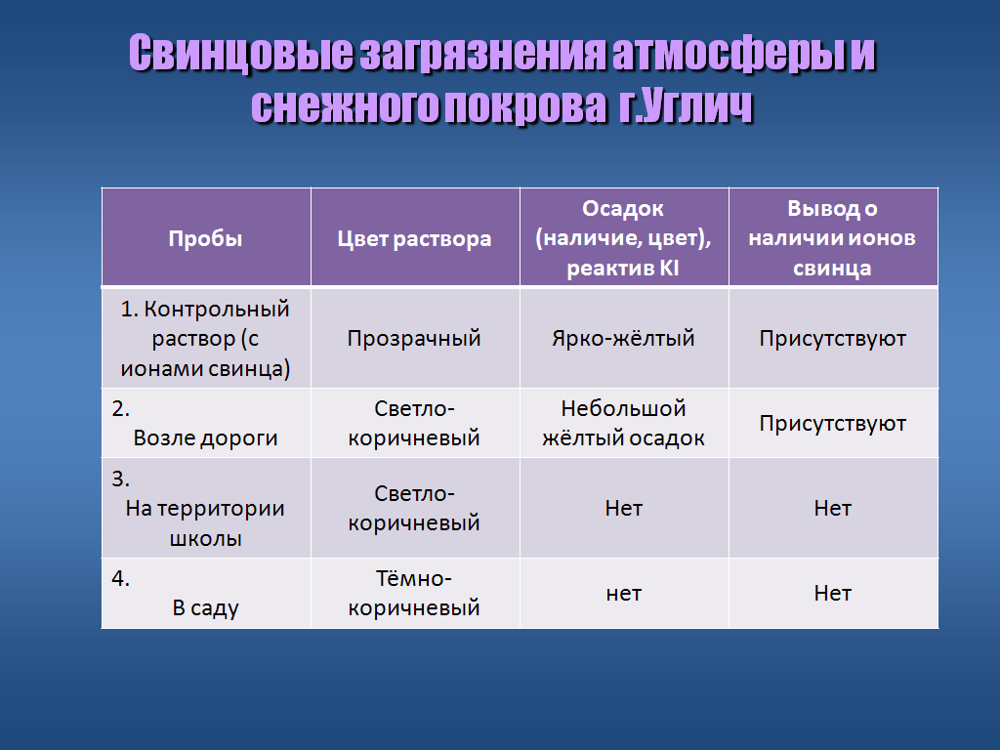 Свинцовые загрязнения атмосферы и
снежного покрова г.Углич
Пробы
Цвет раствора
Осадок
(наличие, цвет),
реактив KI
Вывод о
наличии ионов
свинца
1. Контрольный
раствор (с
ионами свинца)
Прозрачный
Ярко-жёлтый
Присутствуют
2.
Возле дороги
Светло-
коричневый
Небольшой
жёлтый осадок
Присутствуют
3.
На территории
школы
Светло-
коричневый
Нет
Нет
4.
В саду
Тёмно-
коричневый
нет
Нет